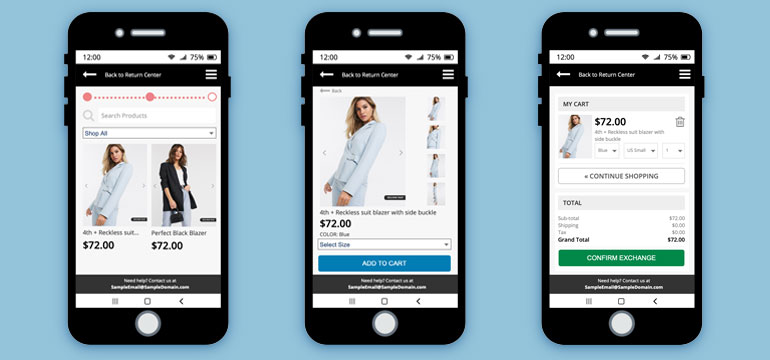 12:00 75%
Back to Return Center
Search Products
Shop All
4th + Reckless suit...
Perfect Black Blazer
$72.00
$72.00
Need help? Contact us at
SampleEmail@SampleDomain.com
12:00 75%
Back to Return Center
Back
4th + Reckless suit blazer with side buckle
$72.00
COLOR: Blue
Select Size
ADD TO CART
Need help? Contact us at
SampleEmail@SampleDomain.com
12:00 75%
Back to Return Center
MY CART
$72.00
4th + Reckless suit blazer with
side buckle
Blue US Small 1
« CONTINUE SHOPPING
TOTAL
Sub-total $72.00
Shipping $0.00
Tax $0.00
Grand Total $72.00
CONFIRM EXCHANGE
Need help? Contact us at
SampleEmail@SampleDomain.com